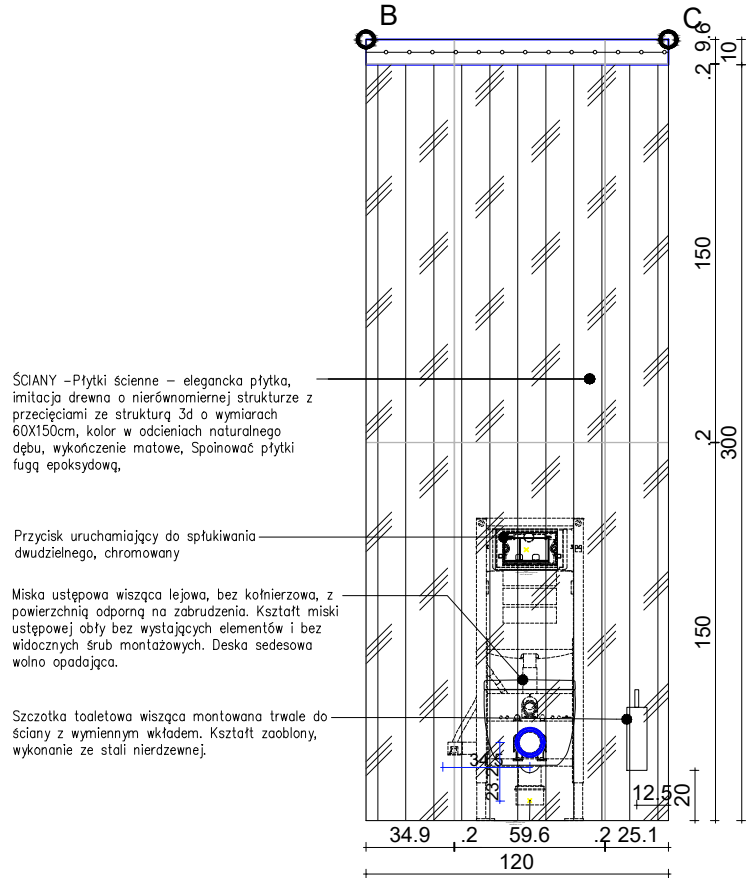 B
C
9.6
.2
10
150
ŚCIANY -Płytki ścienne - elegancka płytka,
imitacja drewna o nierównomiernej strukturze z
przecięciami ze strukturą 3d o wymiarach
60X150cm, kolor w odcieniach naturalnego
dębu, wykończenie matowe, Spoinować płytki
fugą epoksydową,
.2
300
Przycisk uruchamiający do spłukiwania
dwudzielnego, chromowany
Miska ustępowa wisząca lejowa, bez kołnierzowa, z
powierzchnią odporną na zabrudzenia. Kształt miski
ustępowej obły bez wystających elementów i bez
widocznych śrub montażowych. Deska sedesowa
wolno opadająca.
150
Szczotka toaletowa wisząca montowana trwale do
ściany z wymiennym wkładem. Kształt zaoblony,
wykonanie ze stali nierdzewnej.
12.5
20
34.9
.2
59.6
.2
25.1
120